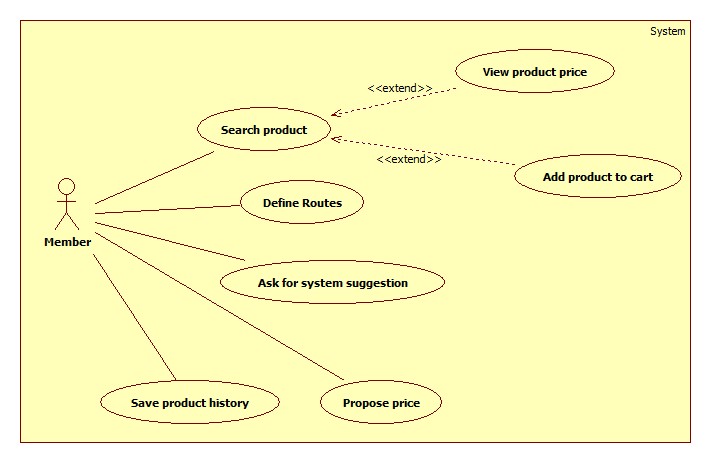 System
View product price
<<extend>>
Search product
<<extend>>
Add product to cart
Define Routes
Member
Ask for system suggestion
Save product history
Propose price